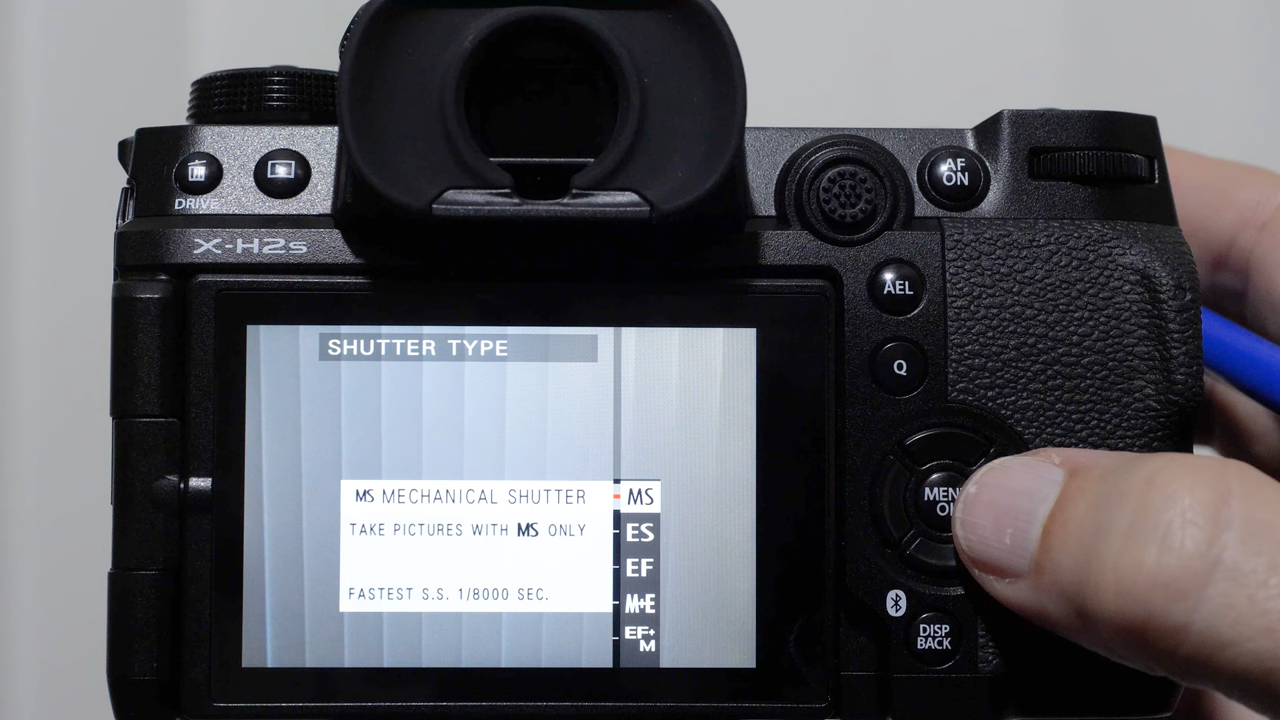 DRIVE
X-H2s
AF
ON
AEL
Q
SHUTTER TYPE
MS MECHANICAL SHUTTER
TAKE PICTURES WITH MS ONLY
FASTEST S.S. 1/8000 SEC.
MS
ES
EF
M+E
EF+
M
DISP
BACK